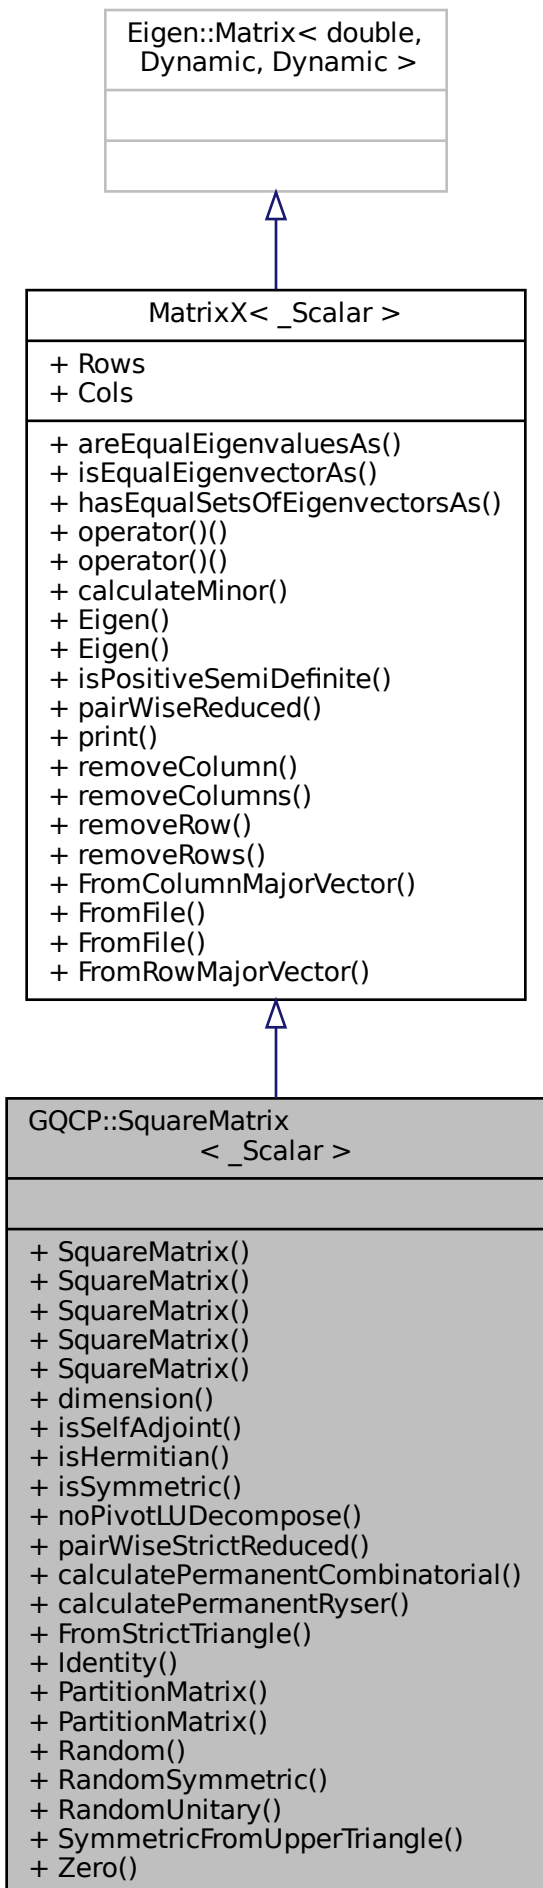 Eigen::Matrix< double,
Dynamic, Dynamic >
MatrixX< _Scalar >
+ Rows
+ Cols
+ areEqualEigenvaluesAs()
+ isEqualEigenvectorAs()
+ hasEqualSetsOfEigenvectorsAs()
+ operator()()
+ operator()()
+ calculateMinor()
+ Eigen()
+ Eigen()
+ isPositiveSemiDefinite()
+ pairWiseReduced()
+ print()
+ removeColumn()
+ removeColumns()
+ removeRow()
+ removeRows()
+ FromColumnMajorVector()
+ FromFile()
+ FromFile()
+ FromRowMajorVector()
GQCP::SquareMatrix
< _Scalar >
+ SquareMatrix()
+ SquareMatrix()
+ SquareMatrix()
+ SquareMatrix()
+ SquareMatrix()
+ dimension()
+ isSelfAdjoint()
+ isHermitian()
+ isSymmetric()
+ noPivotLUDecompose()
+ pairWiseStrictReduced()
+ calculatePermanentCombinatorial()
+ calculatePermanentRyser()
+ FromStrictTriangle()
+ Identity()
+ PartitionMatrix()
+ PartitionMatrix()
+ Random()
+ RandomSymmetric()
+ RandomUnitary()
+ SymmetricFromUpperTriangle()
+ Zero()